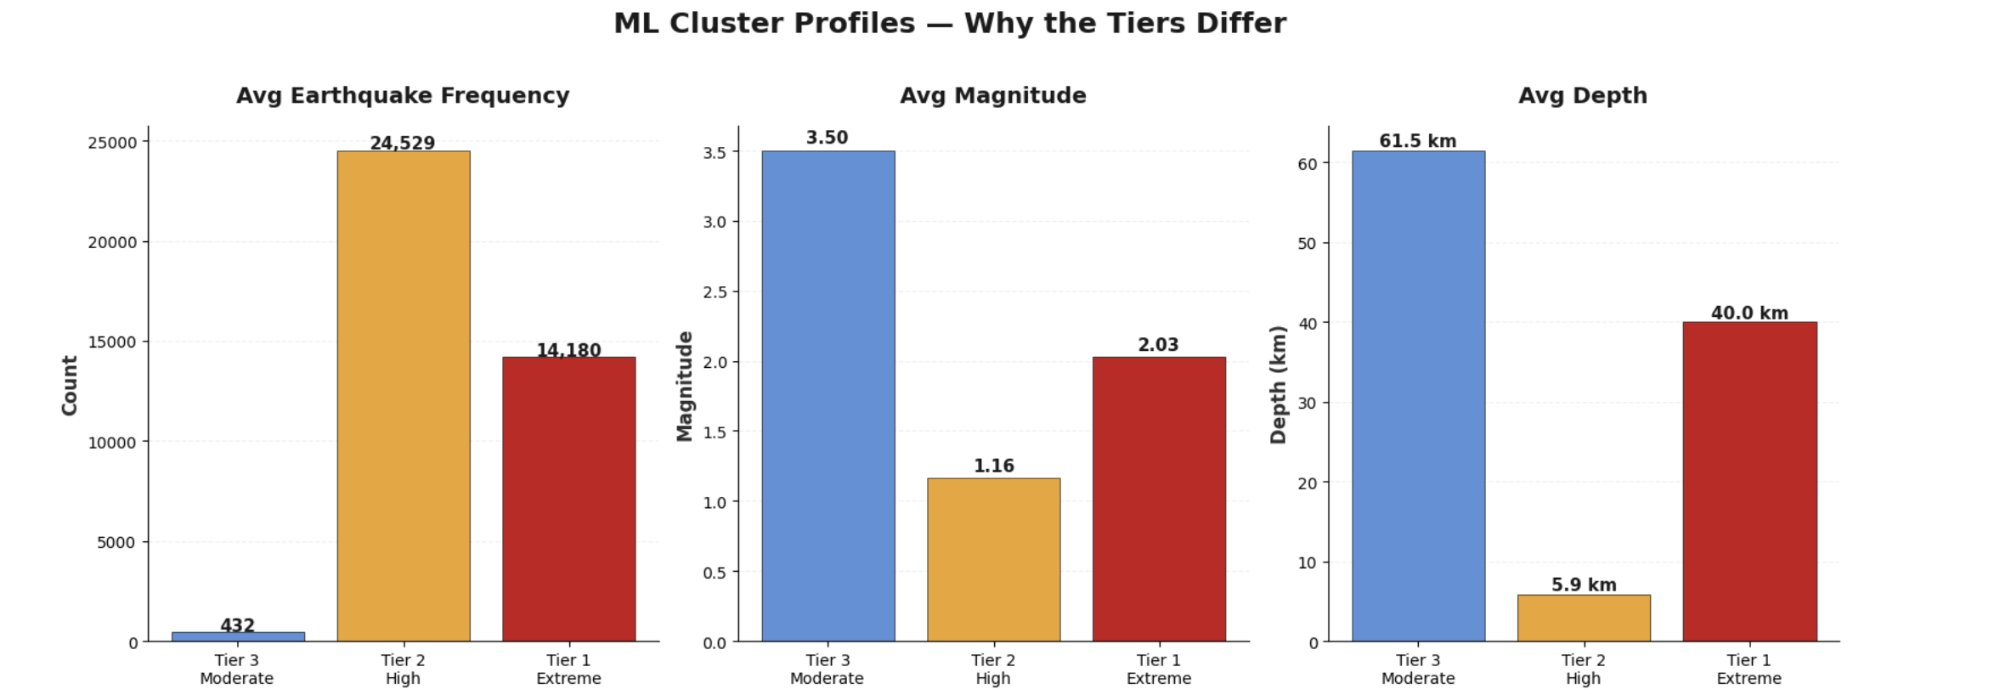 ML Cluster Profiles — Why the Tiers Differ
Avg Earthquake Frequency
Count
25000
20000
15000
10000
5000
0
432
24,529
14,180
Tier 3
Moderate
Tier 2
High
Tier 1
Extreme
Avg Magnitude
Magnitude
3.5
3.0
2.5
2.0
1.5
1.0
0.5
0.0
3.50
1.16
2.03
Tier 3
Moderate
Tier 2
High
Tier 1
Extreme
Avg Depth
Depth (km)
60
50
40
30
20
10
0
61.5 km
5.9 km
40.0 km
Tier 3
Moderate
Tier 2
High
Tier 1
Extreme